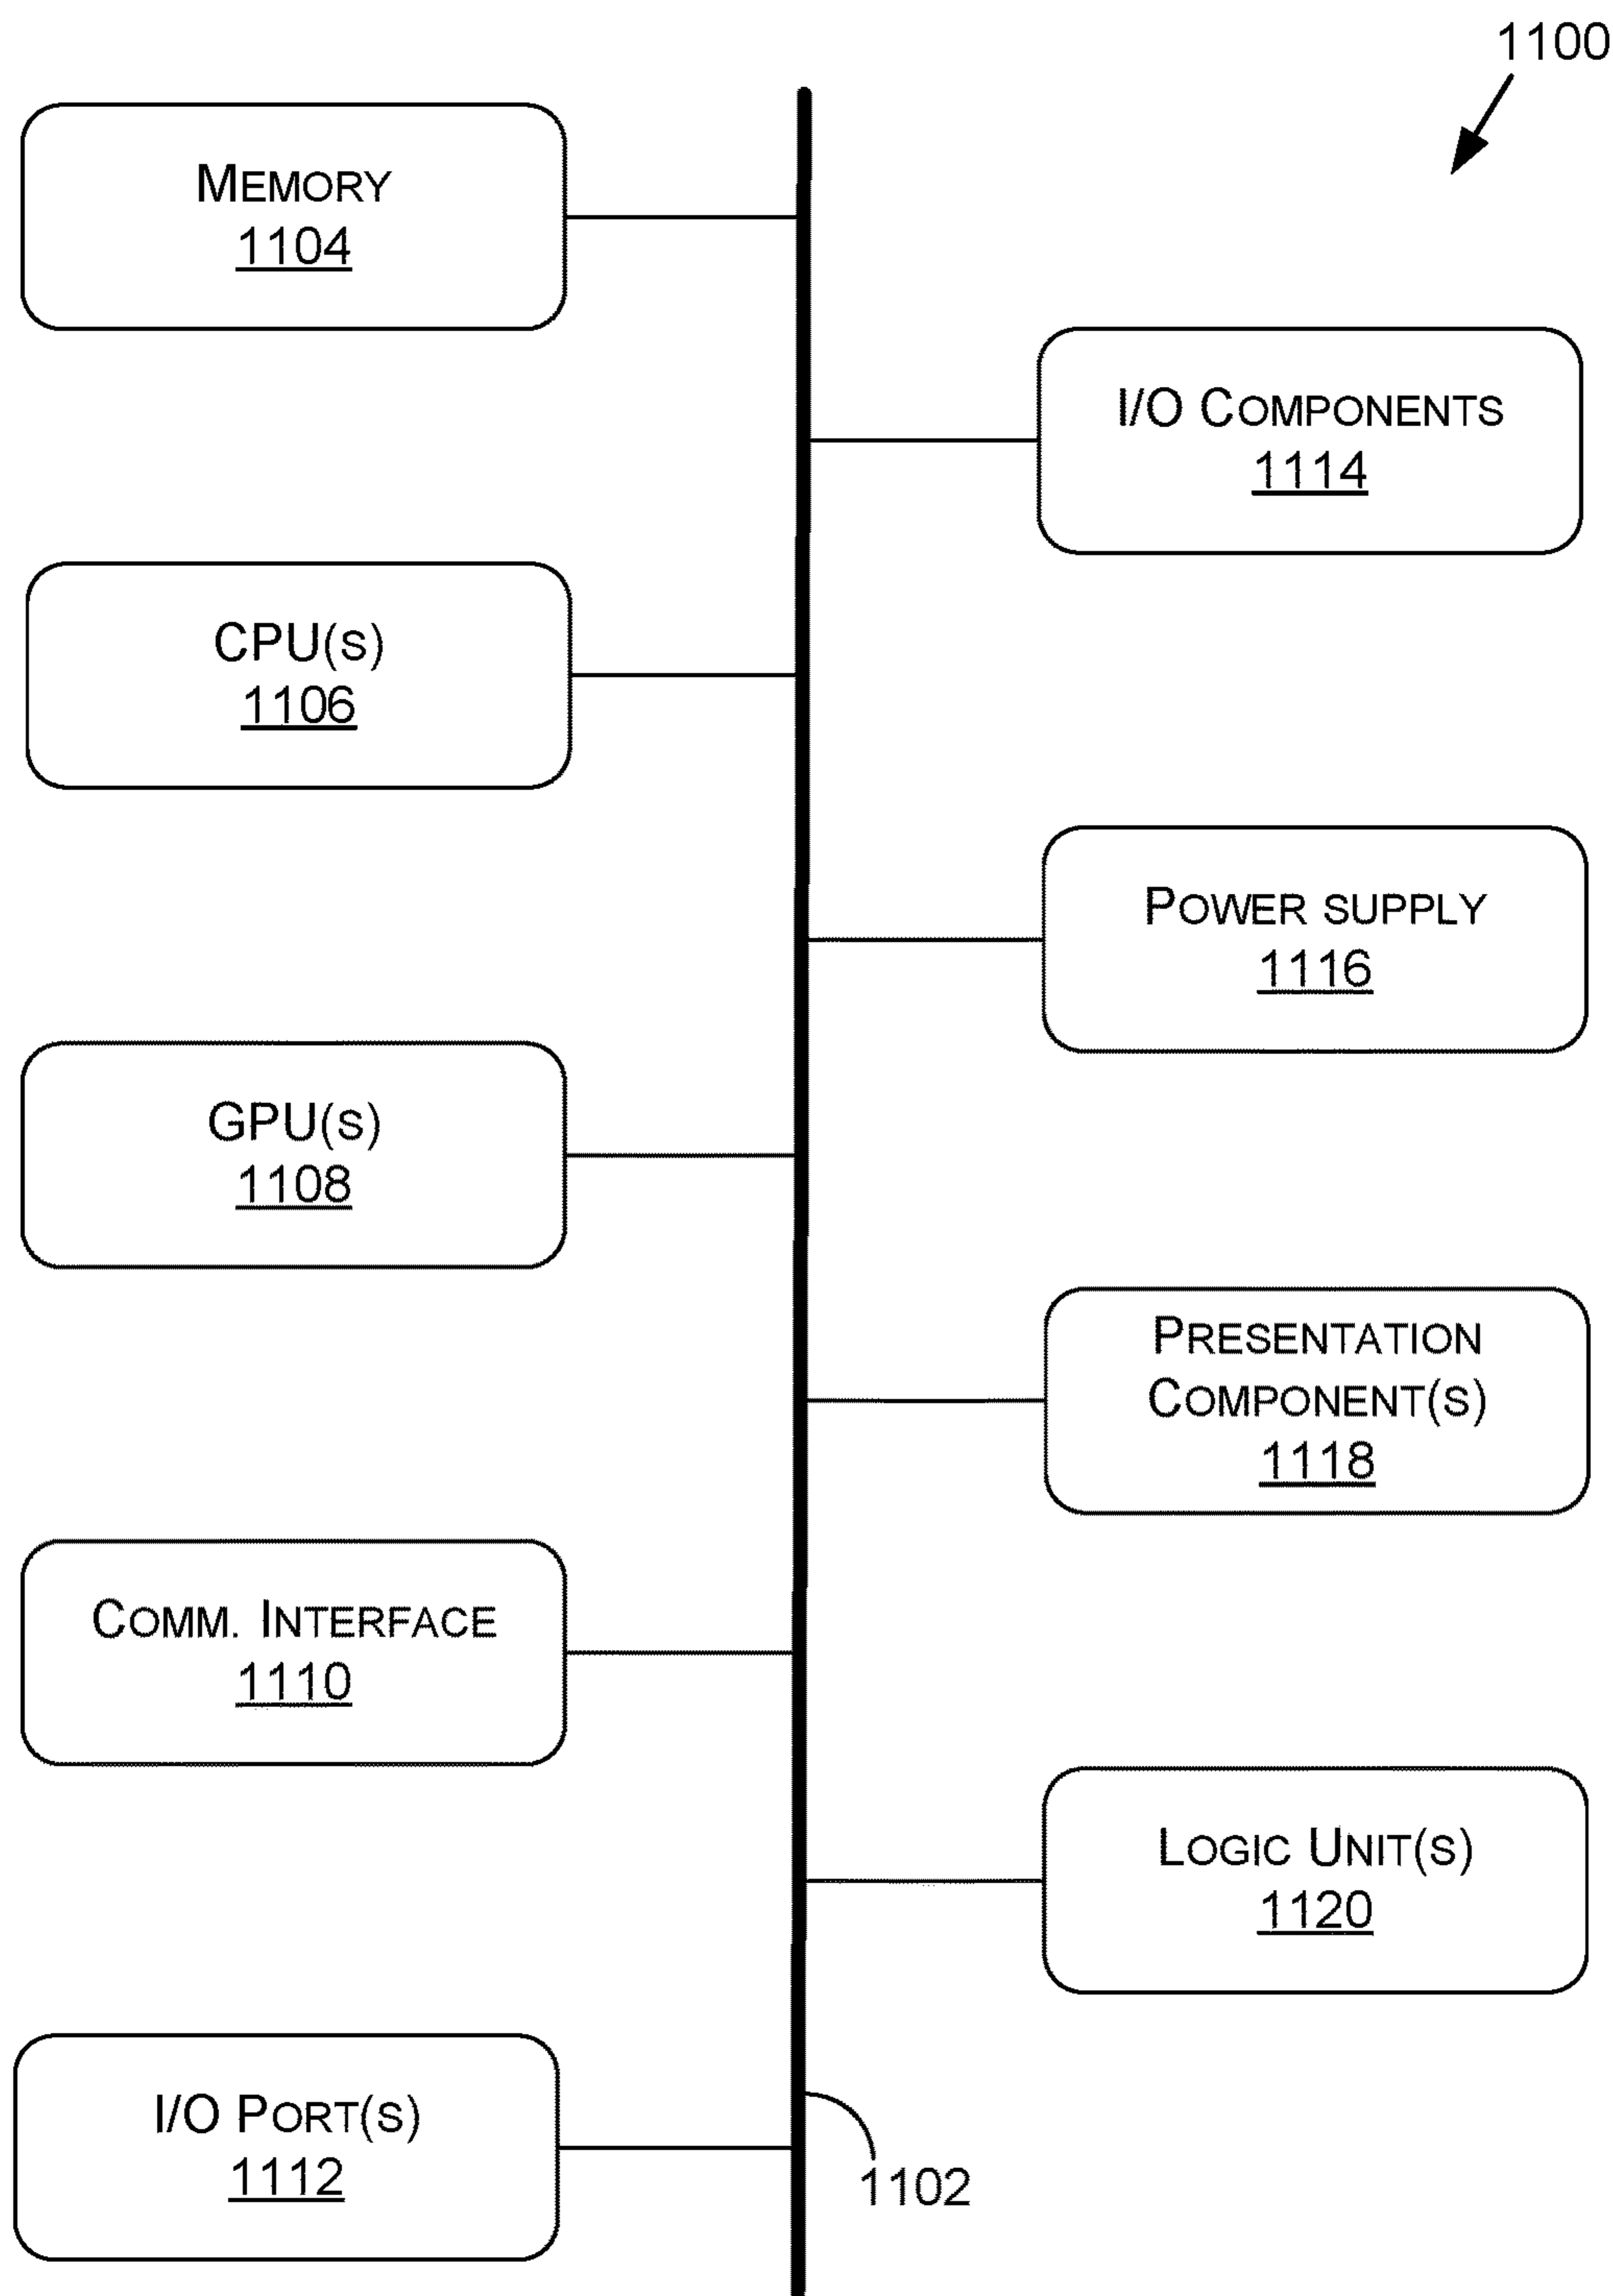 1100
MEMORY
1104
I/O COMPONENTS
1114
CPU(S)
1106
POWER SUPPLY
1116
GPU(S)
1108
PRESENTATION
COMPONENT(S)
1118
COMM. INTERFACE
1110
LOGIC UNIT(S)
1120
I/O PORT(S)
1112
1102